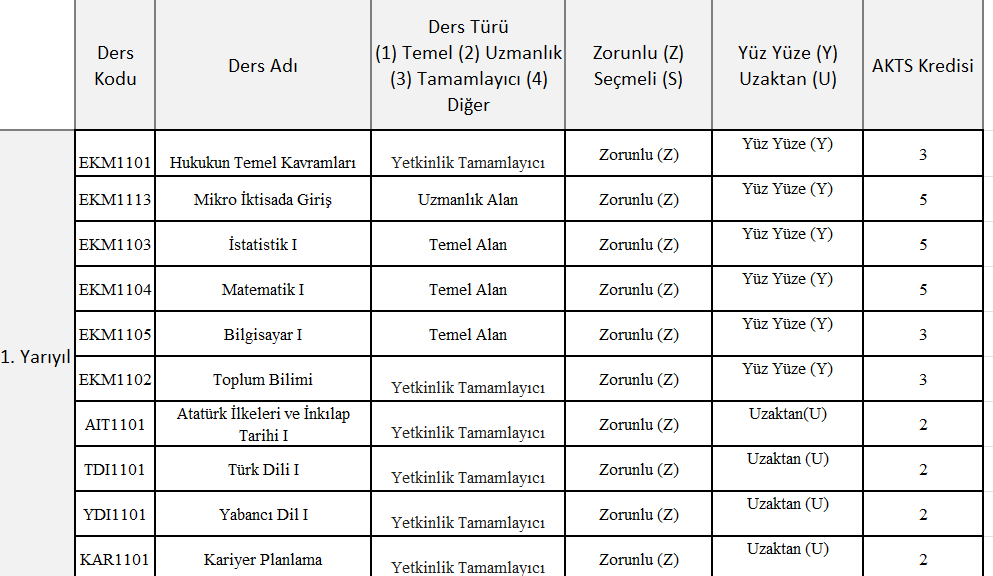 Ders Kodu | Ders Adı | Ders Türü (1) Temel (2) Uzmanlık (3) Tamamlayıcı (4) Diğer | Zorunlu (Z) Seçmeli (S) | Yüz Yüze (Y) Uzaktan (U) | AKTS Kredisi
1. Yarıyıl
EKM1101 | Hukukun Temel Kavramları | Yetkinlik Tamamlayıcı | Zorunlu (Z) | Yüz Yüze (Y) | 3
EKM1113 | Mikro İktisada Giriş | Uzmanlık Alan | Zorunlu (Z) | Yüz Yüze (Y) | 5
EKM1103 | İstatistik I | Temel Alan | Zorunlu (Z) | Yüz Yüze (Y) | 5
EKM1104 | Matematik I | Temel Alan | Zorunlu (Z) | Yüz Yüze (Y) | 5
EKM1105 | Bilgisayar I | Temel Alan | Zorunlu (Z) | Yüz Yüze (Y) | 3
EKM1102 | Toplum Bilimi | Yetkinlik Tamamlayıcı | Zorunlu (Z) | Yüz Yüze (Y) | 3
AIT1101 | Atatürk İlkeleri ve İnkılap Tarihi I | Yetkinlik Tamamlayıcı | Zorunlu (Z) | Uzaktan(U) | 2
TDI1101 | Türk Dili I | Yetkinlik Tamamlayıcı | Zorunlu (Z) | Uzaktan (U) | 2
YDI1101 | Yabancı Dil I | Yetkinlik Tamamlayıcı | Zorunlu (Z) | Uzaktan (U) | 2
KAR1101 | Kariyer Planlama | Yetkinlik Tamamlayıcı | Zorunlu (Z) | Uzaktan (U) | 2